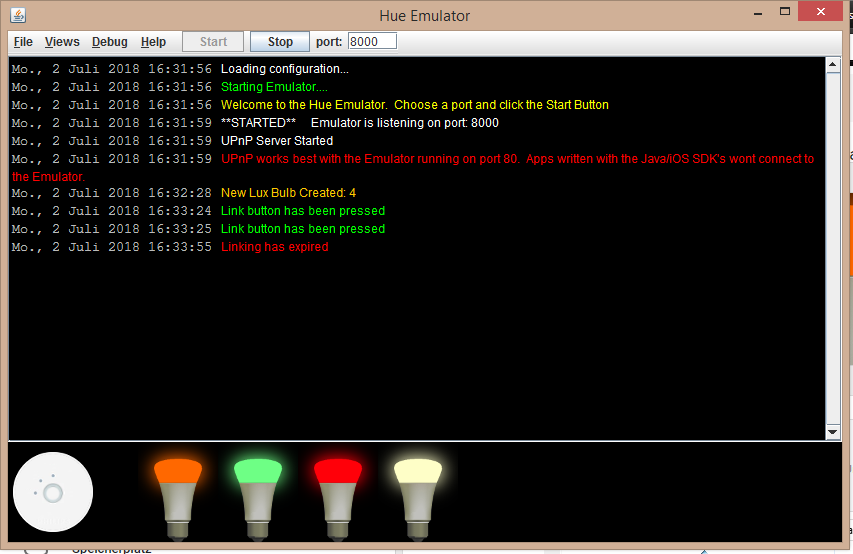 Hue Emulator
File Views Debug Help Start Stop port: 8000
Mo., 2 Juli 2018 16:31:56 Loading configuration...
Mo., 2 Juli 2018 16:31:56 Starting Emulator....
Mo., 2 Juli 2018 16:31:56 Welcome to the Hue Emulator. Choose a port and click the Start Button
Mo., 2 Juli 2018 16:31:59 **STARTED** Emulator is listening on port: 8000
Mo., 2 Juli 2018 16:31:59 UPnP Server Started
Mo., 2 Juli 2018 16:31:59 UPnP works best with the Emulator running on port 80. Apps written with the Java/iOS SDK's wont connect to
the Emulator.
Mo., 2 Juli 2018 16:32:28 New Lux Bulb Created: 4
Mo., 2 Juli 2018 16:33:24 Link button has been pressed
Mo., 2 Juli 2018 16:33:25 Link button has been pressed
Mo., 2 Juli 2018 16:33:55 Linking has expired
Speicherplatz